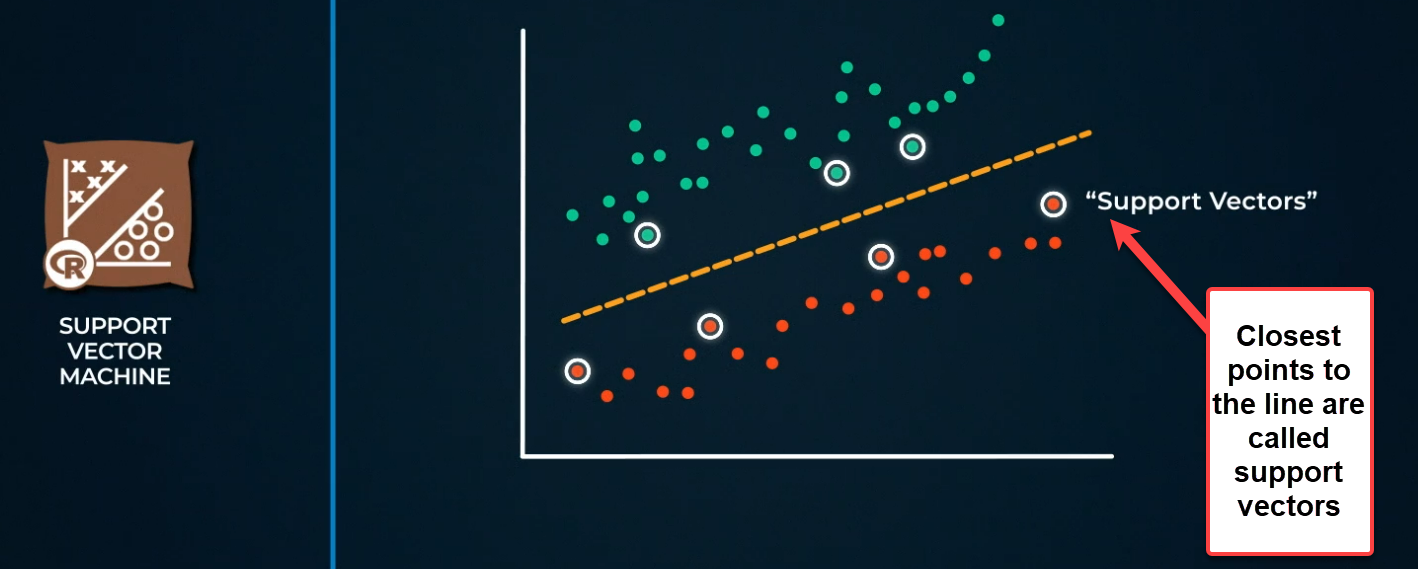 x x
x
x
R
SUPPORT
VECTOR
MACHINE
“Support Vectors”
Closest
points to
the line are
called
support
vectors